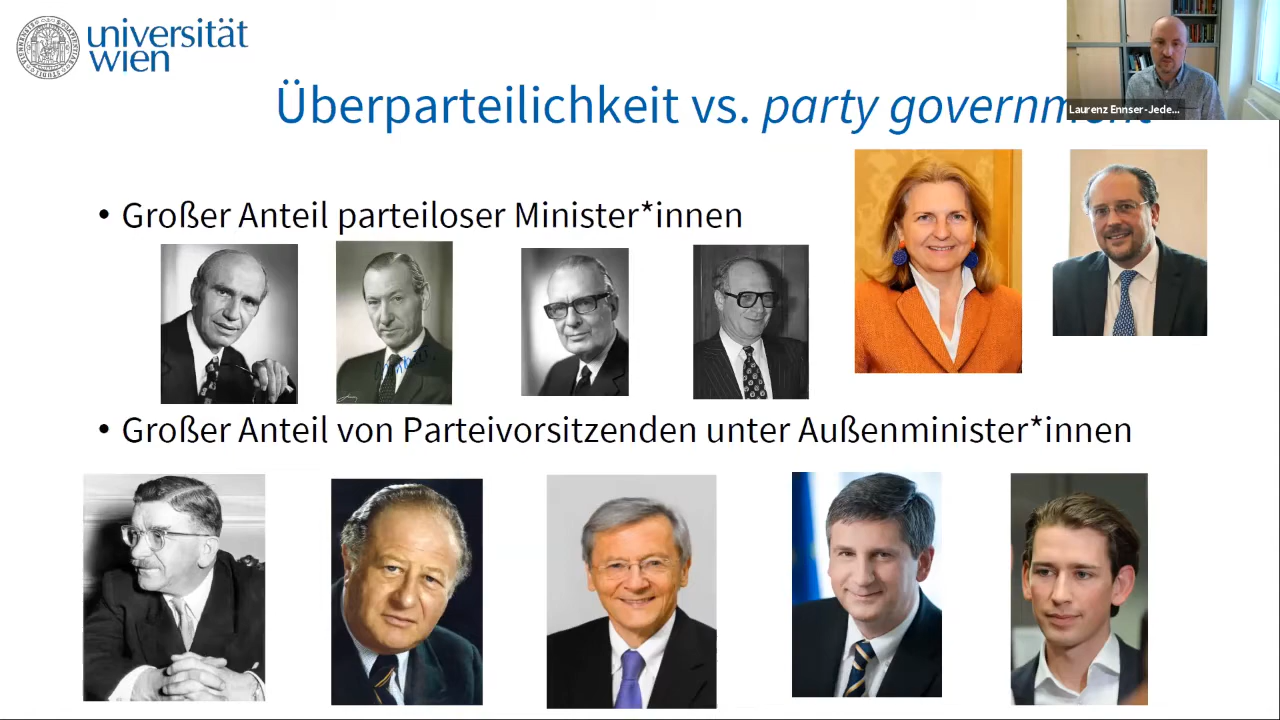 universität
wien
Überparteilichkeit vs. party government
Laurenz Ennser-Jede...
• Großer Anteil parteiloser Minister*innen
• Großer Anteil von Parteivorsitzenden unter Außenminister*innen